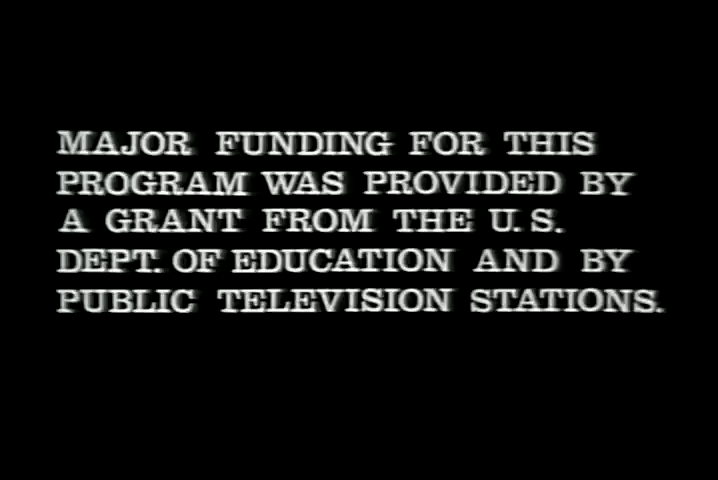 MAJOR FUNDING FOR THIS
PROGRAM WAS PROVIDED BY
A GRANT FROM THE U.S.
DEPT. OF EDUCATION AND BY
PUBLIC TELEVISION STATIONS.